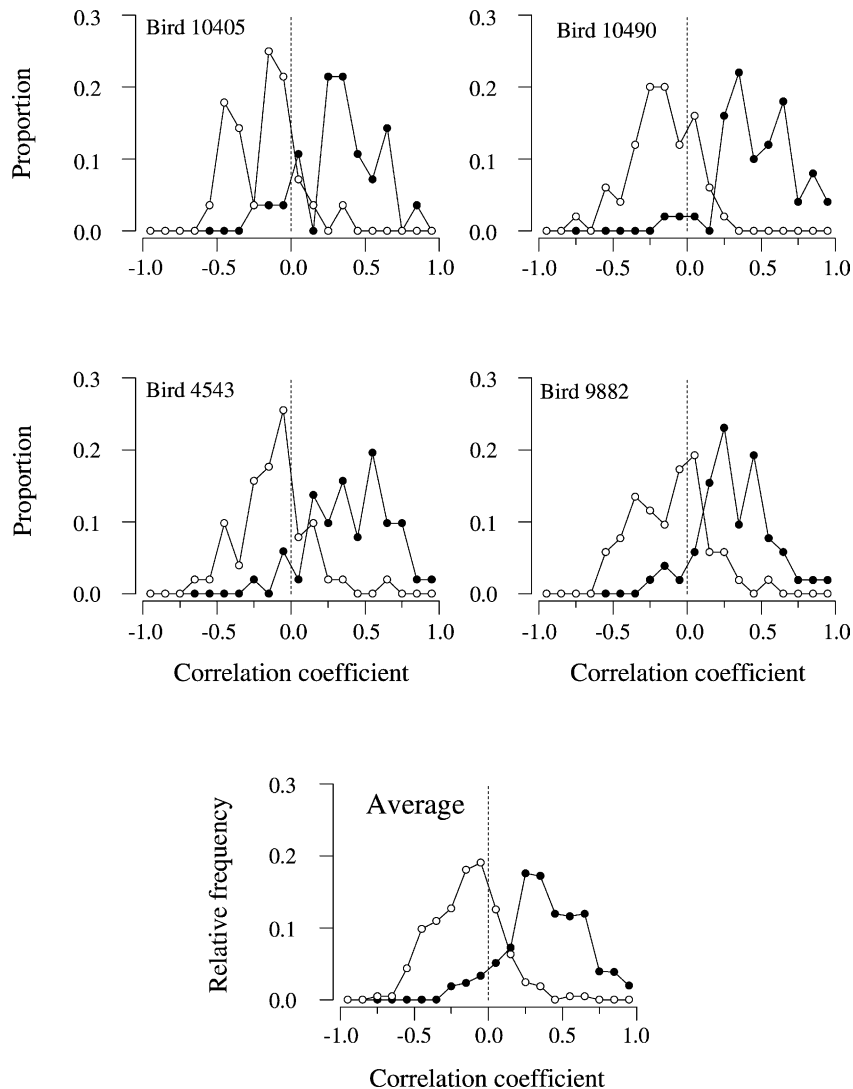 Bird 10405
Bird 10490
0.3
0.2
0.1
0.0
Proportion
-1.0 -0.5 0.0 0.5 1.0
0.3
0.2
0.1
0.0
-1.0 -0.5 0.0 0.5 1.0
Bird 4543
Bird 9882
0.3
0.2
0.1
0.0
Proportion
-1.0 -0.5 0.0 0.5 1.0
Correlation coefficient
0.3
0.2
0.1
0.0
-1.0 -0.5 0.0 0.5 1.0
Correlation coefficient
Average
0.3
0.2
0.1
0.0
Relative frequency
-1.0 -0.5 0.0 0.5 1.0
Correlation coefficient